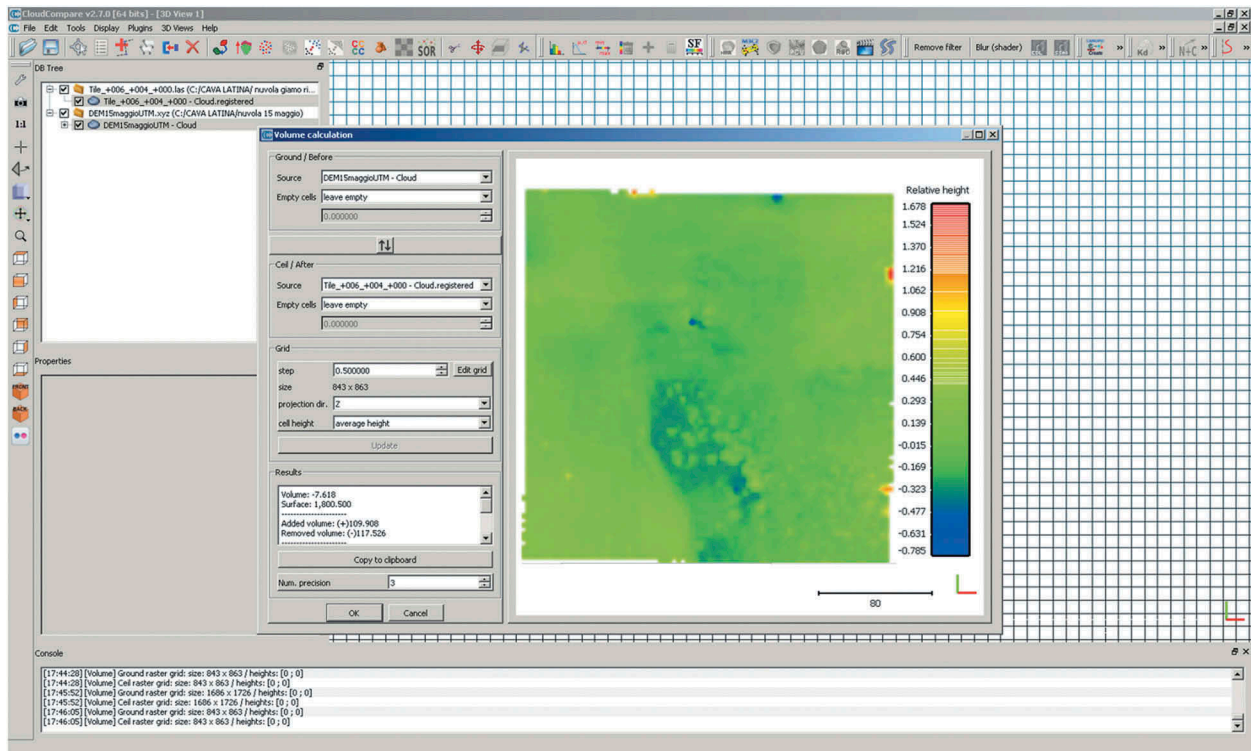 CloudCompare v2.7.0 [64 bits] - [3D View 1]
File Edit Tools Display Plugins 3D Views Help
SOR
SF
Remove filter
Blur (shader)
Kd
N+C
S
DB Tree
Tile_+006_+004_+000.las (C:/CAVA LATINA/ nuvola giamo ri...
Tile_+006_+004_+000 - Cloud.registered
DEM15maggioUTM.xyz (C:/CAVA LATINA/nuvola 15 maggio)
DEM15maggioUTM - Cloud
1:1
FRONT
BACK
Properties
Volume calculation
Ground / Before
Source DEM15maggioUTM - Cloud
Empty cells leave empty
0.000000
Ceil / After
Source Tile_+006_+004_+000 - Cloud.registered
Empty cells leave empty
0.000000
Grid
step 0.500000 Edit grid
size 843 x 863
projection dir. Z
cell height average height
Update
Results
Volume: -7.618
Surface: 1,800.500
----------------------
Added volume: (+)109.908
Removed volume: (-)117.526
----------------------
Copy to clipboard
Num. precision 3
OK Cancel
Relative height
1.678
1.524
1.370
1.216
1.062
0.908
0.754
0.600
0.446
0.293
0.139
-0.015
-0.169
-0.323
-0.477
-0.631
-0.785
80
Console
[17:44:28] [Volume] Ground raster grid: size: 843 x 863 / heights: [0 ; 0]
[17:44:28] [Volume] Ceil raster grid: size: 843 x 863 / heights: [0 ; 0]
[17:45:52] [Volume] Ground raster grid: size: 1686 x 1726 / heights: [0 ; 0]
[17:45:52] [Volume] Ceil raster grid: size: 1686 x 1726 / heights: [0 ; 0]
[17:46:05] [Volume] Ground raster grid: size: 843 x 863 / heights: [0 ; 0]
[17:46:05] [Volume] Ceil raster grid: size: 843 x 863 / heights: [0 ; 0]